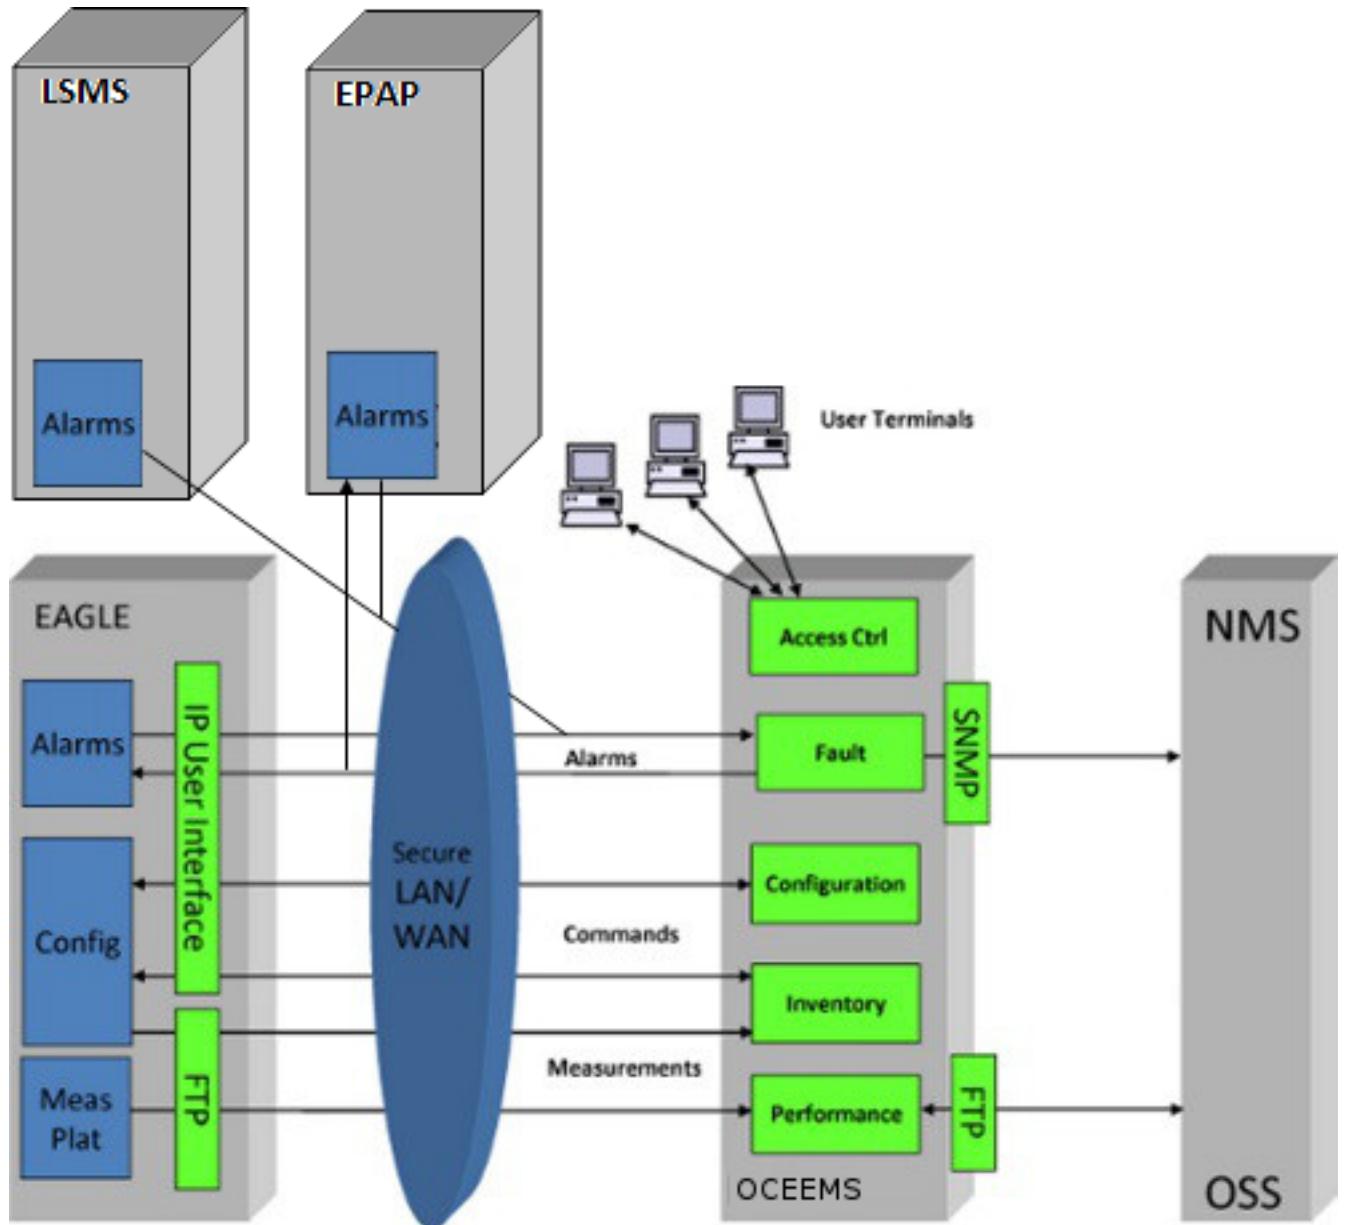 LSMS
EPAP
Alarms
Alarms
User Terminals
EAGLE
Alarms
IP User Interface
Config
FTP
Meas
Plat
Secure
LAN/
WAN
Alarms
Commands
Measurements
Access Ctrl
Fault
SNMP
Configuration
Inventory
Performance
FTP
OCEEMS
NMS
OSS